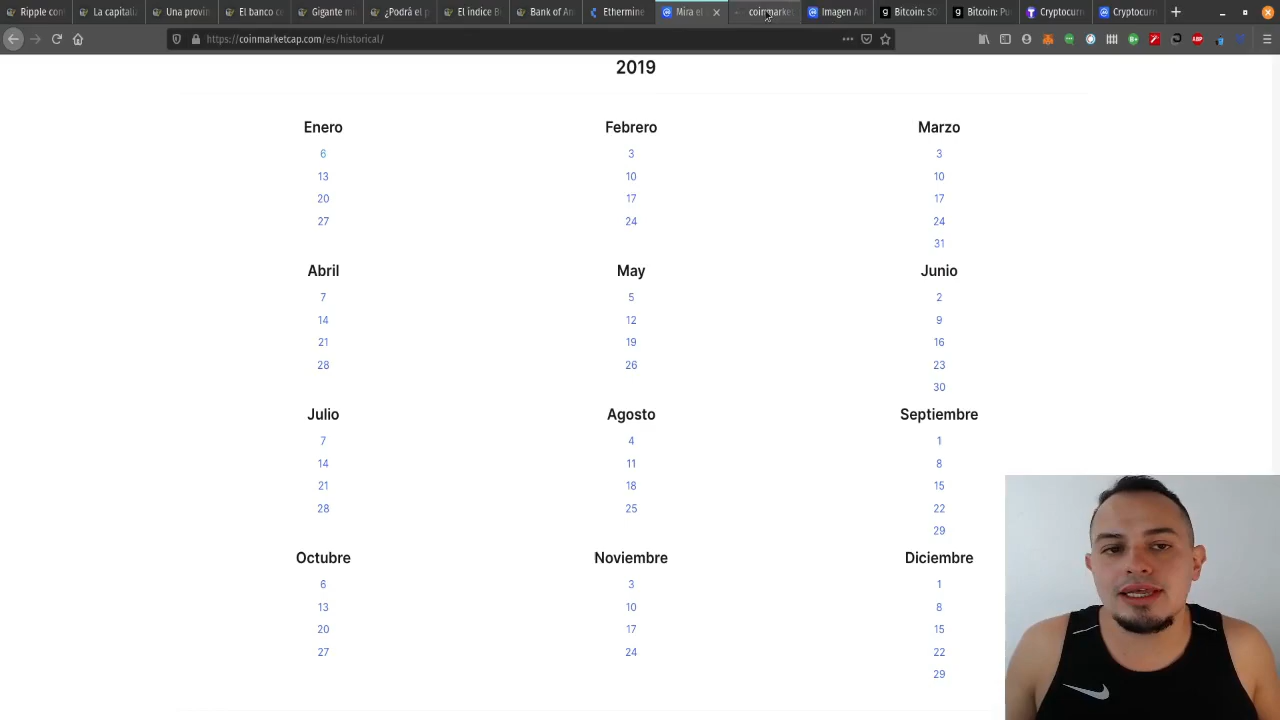 Ripple con
La capitali
Una provin
El banco ce
Gigante mi
¿Podrá el p
El índice B
Bank of Am
Ethermine
Mira el
coinmarket
Imagen Am
Bitcoin: SO
Bitcoin: Pu
Cryptocurr
Cryptocurr
https://coinmarketcap.com/es/historical/
2019
Enero Febrero Marzo
6 3 3
13 10 10
20 17 17
27 24 24
31
Abril May Junio
7 5 2
14 12 9
21 19 16
28 26 23
30
Julio Agosto Septiembre
7 4 1
14 11 8
21 18 15
28 25 22
29
Octubre Noviembre Diciembre
6 3 1
13 10 8
20 17 15
27 24 22
29